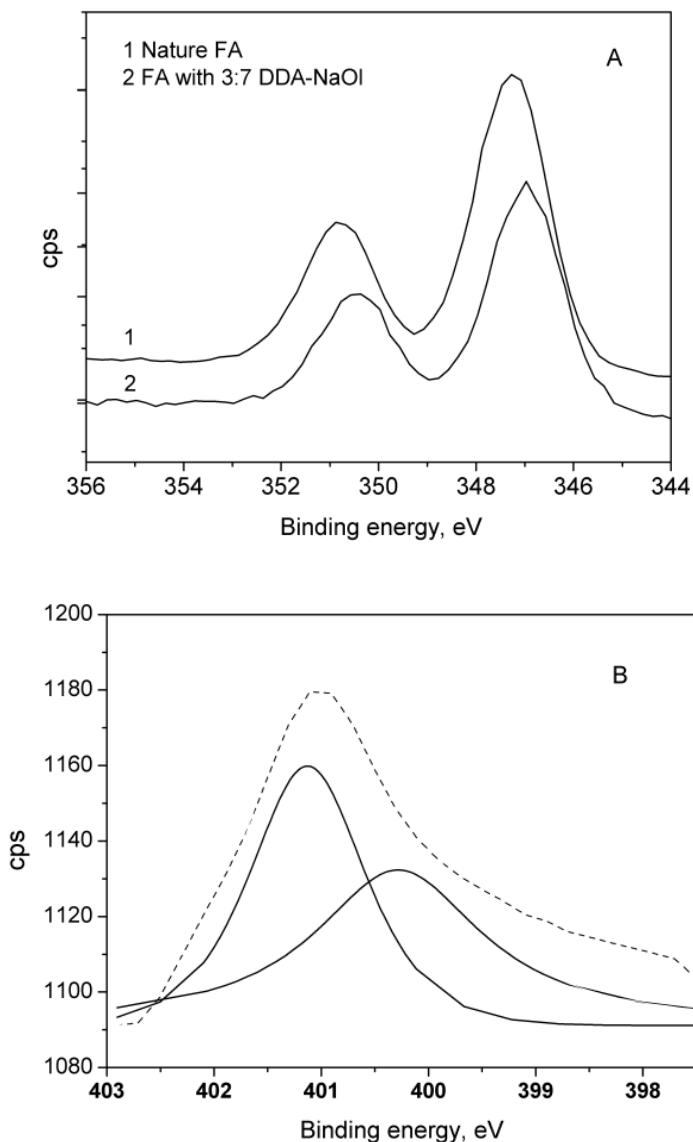 1 Nature FA
A
2 FA with 3:7 DDA-NaOl
cps
1
2
356 354 352 350 348 346 344
Binding energy, eV
1200
B
1180
1160
1140
cps
1120
1100
1080
403 402 401 400 399 398
Binding energy, eV